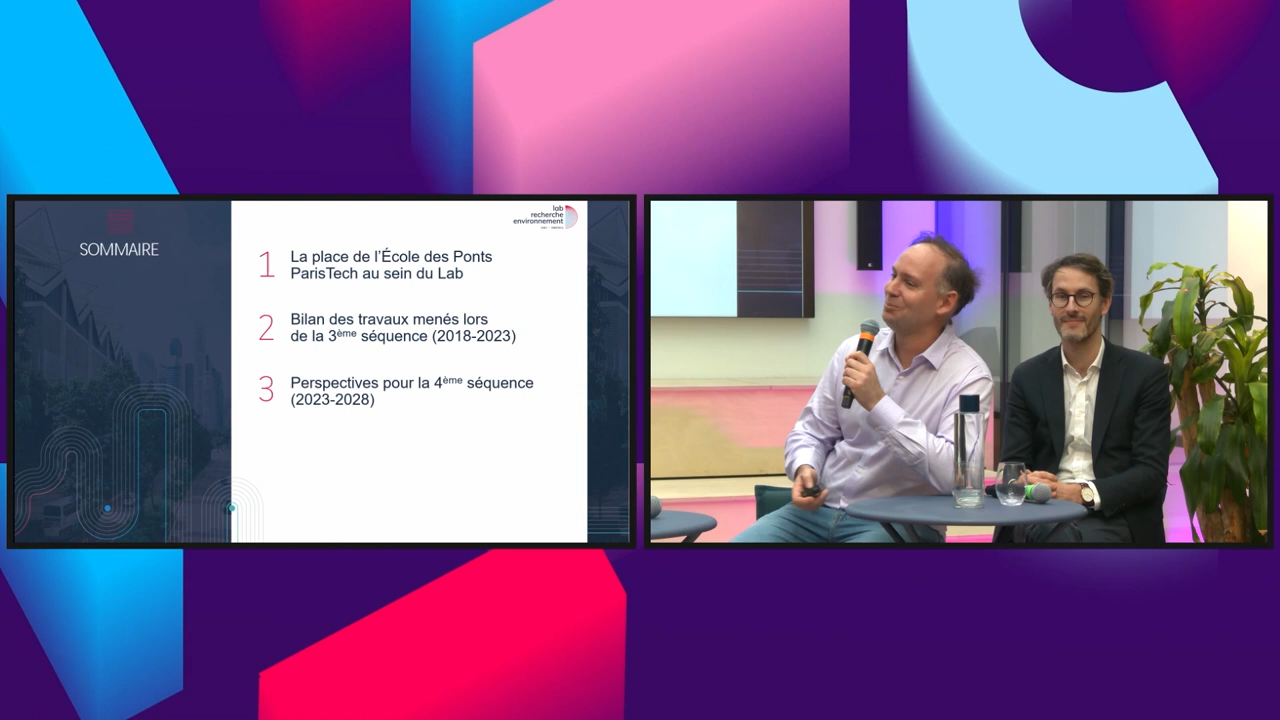 SOMMAIRE
lab
recherche
environnement
1 La place de l'École des Ponts
ParisTech au sein du Lab
2 Bilan des travaux menés lors
de la 3ème séquence (2018-2023)
3 Perspectives pour la 4ème séquence
(2023-2028)